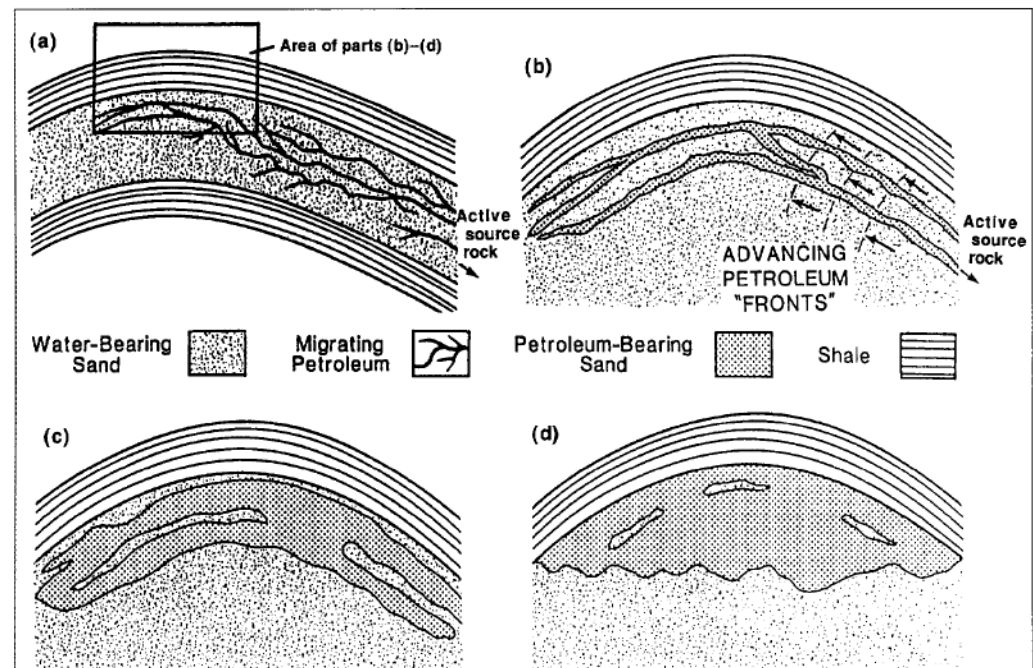 (a)
Area of parts (b)–(d)
Active
source
rock
(b)
ADVANCING
PETROLEUM
"FRONTS"
Active
source
rock
Water-Bearing
Sand
Migrating
Petroleum
Petroleum-Bearing
Sand
Shale
(c)
(d)